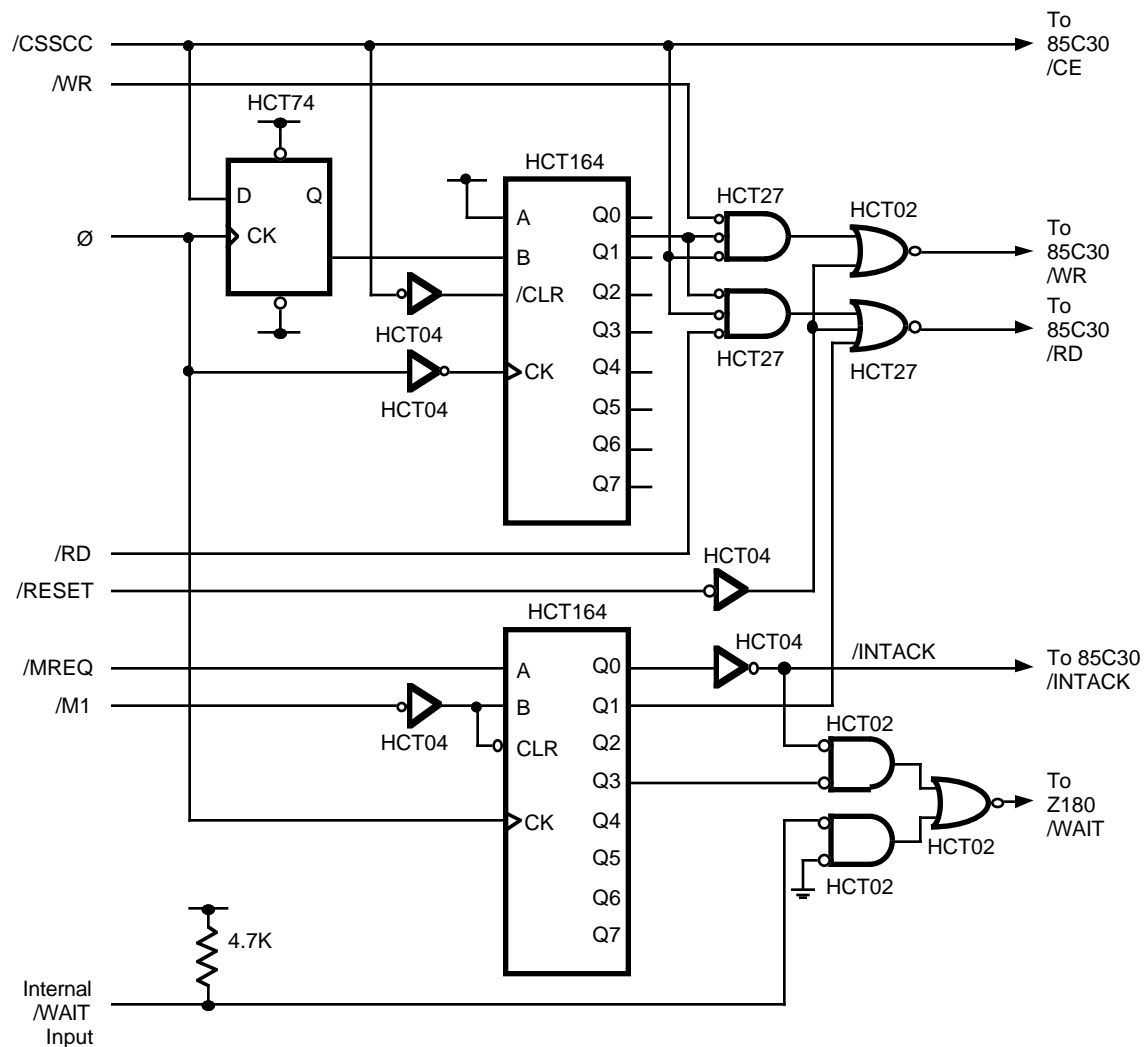 /CSSCC
To
85C30
/CE
/WR
HCT74
HCT164
D
Q
CK
Ø
A
B
/CLR
CK
Q0
Q1
Q2
Q3
Q4
Q5
Q6
Q7
HCT04
HCT04
HCT27
HCT27
HCT02
HCT27
To
85C30
/WR
To
85C30
/RD
/RD
/RESET
HCT04
HCT164
/MREQ
/M1
HCT04
A
B
CLR
CK
Q0
Q1
Q2
Q3
Q4
Q5
Q6
Q7
HCT04
/INTACK
To 85C30
/INTACK
HCT02
HCT02
HCT02
To
Z180
/WAIT
4.7K
Internal
/WAIT
Input